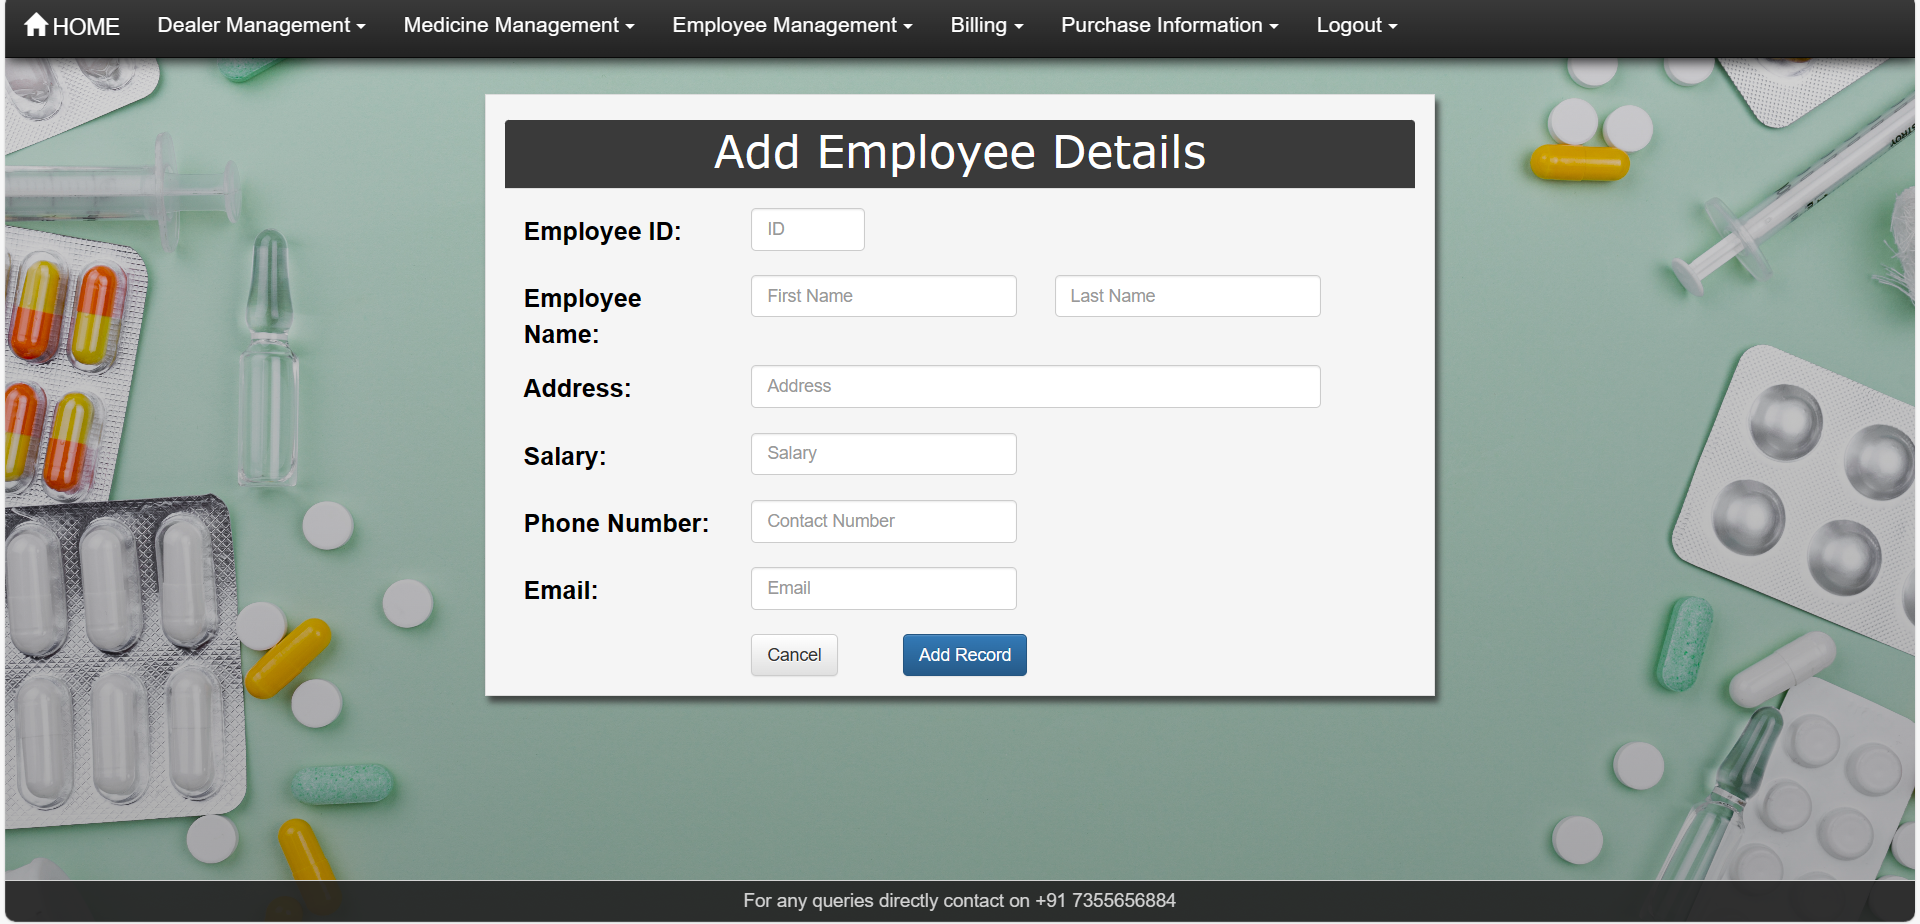 HOME Dealer Management Medicine Management Employee Management Billing Purchase Information Logout
Add Employee Details
Employee ID: ID
Employee Name: First Name Last Name
Address: Address
Salary: Salary
Phone Number: Contact Number
Email: Email
Cancel Add Record
For any queries directly contact on +91 7355656884